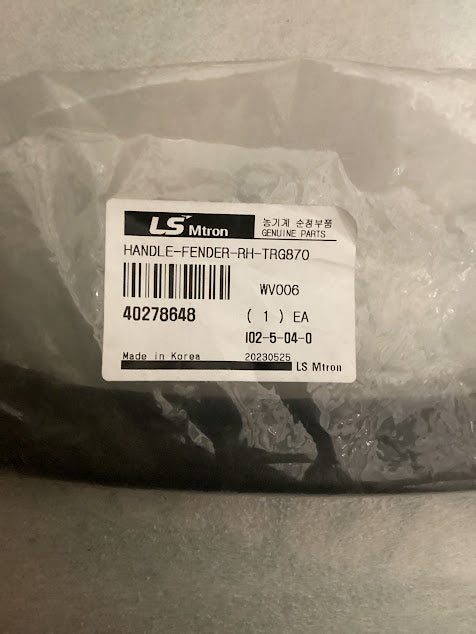 LS Mtron
농기계 순정부품
GENUINE PARTS
HANDLE-FENDER-RH-TRG870
WV006
40278648
( 1 ) EA
I02-5-04-0
Made in Korea
20230525
LS Mtron